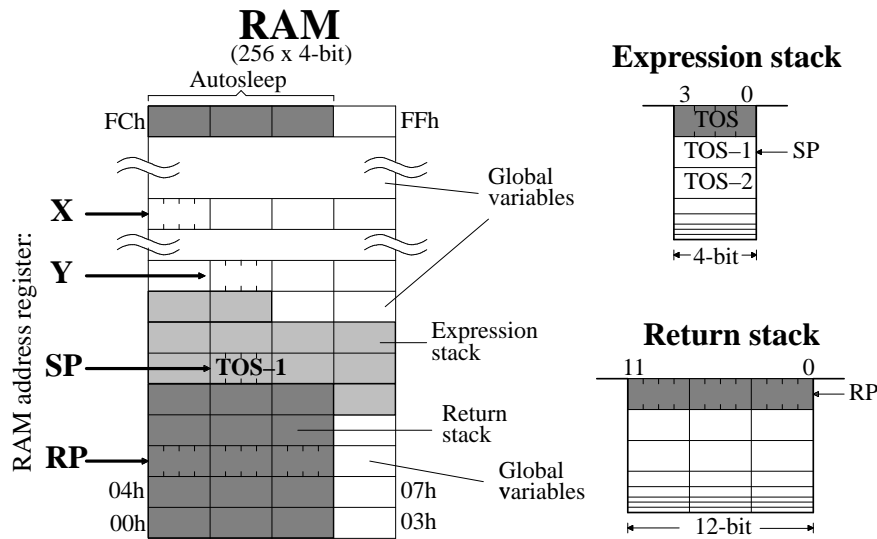 RAM
(256 x 4-bit)
Autosleep
FCh
FFh
Global
variables
X
Y
SP
TOS–1
RP
RAM address register:
Expression
stack
Return
stack
Global
variables
04h
07h
00h
03h
Expression stack
3 0
TOS
TOS–1
SP
TOS–2
4-bit
Return stack
11 0
RP
12-bit